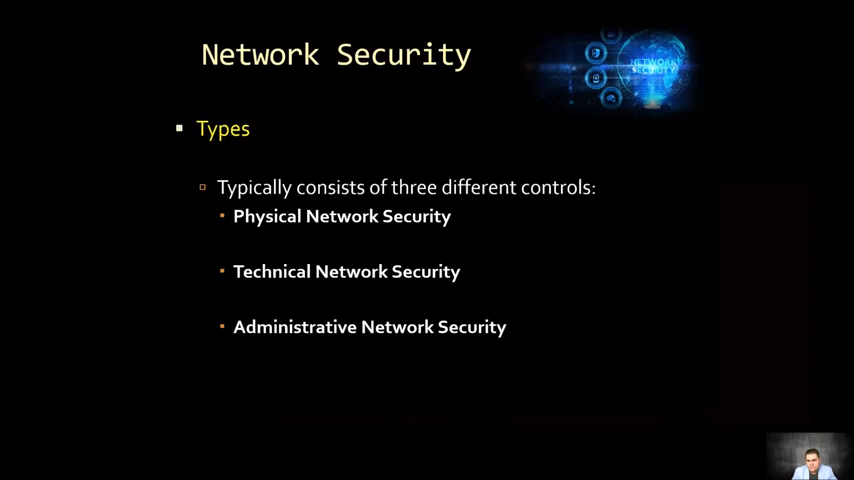 Network Security
NETWORK
SECURITY
Types
Typically consists of three different controls:
Physical Network Security
Technical Network Security
Administrative Network Security